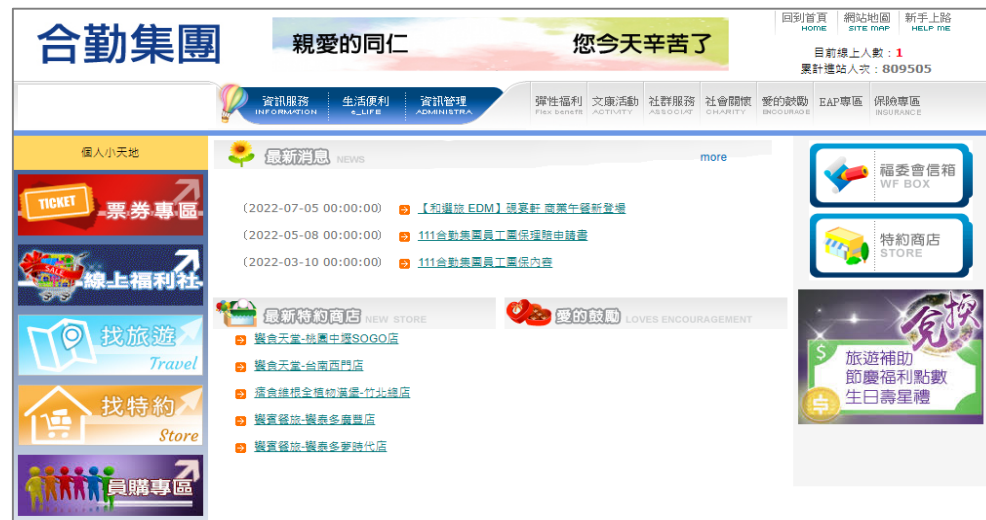 合勤集團
親愛的同仁 您今天辛苦了
回到首頁 網站地圖 新手上路
HOME SITE MAP HELP ME
目前線上人數：1
累計進站人次：809505
資訊服務 生活便利 資訊管理 彈性福利 文康活動 社群服務 社會關懷 愛的鼓勵 EAP專區 保險專區
INFORMATION e_LIFE ADMINISTRA Flex benefit ACTIVITY ASSOCIAT CHARITY ENCOURAGE INSURANCE
個人小天地
TICKET
票券專區
SALE
線上福利社
找旅遊
Travel
找特約
Store
員購專區
最新消息 NEWS more
(2022-07-05 00:00:00) 【和逸旅 EDM】硯宴軒 商業午餐新登場
(2022-05-08 00:00:00) 111合勤集團員工團保理賠申請書
(2022-03-10 00:00:00) 111合勤集團員工團保內容
最新特約商店 NEW STORE
饗食天堂-桃園中壢SOGO店
饗食天堂-台南西門店
痞食維根全植物漢堡-竹北總店
饗賓餐旅-饗泰多廣豐店
饗賓餐旅-饗泰多夢時代店
愛的鼓勵 LOVES ENCOURAGEMENT
福委會信箱
WF BOX
特約商店
STORE
兌換
旅遊補助
節慶福利點數
生日壽星禮